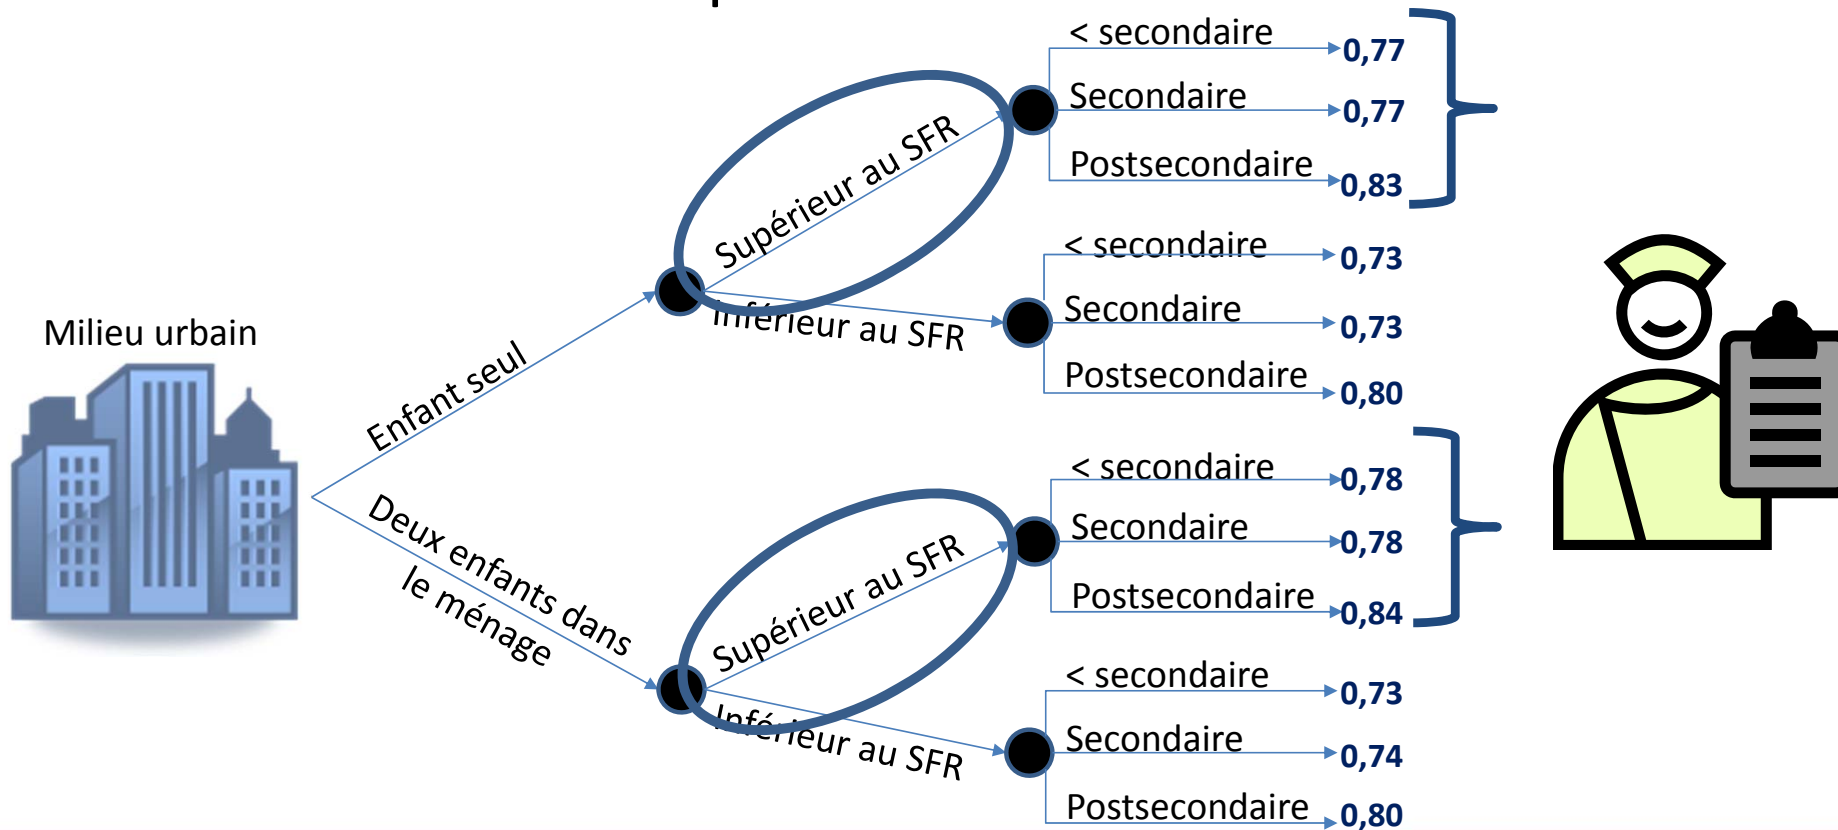 < secondaire
0,77
Secondaire
0,77
Postsecondaire
0,83
Supérieur au SFR
< secondaire
0,73
Inférieur au SFR
Secondaire
0,73
Postsecondaire
0,80
Milieu urbain
Enfant seul
Deux enfants dans
le ménage
< secondaire
0,78
Supérieur au SFR
Secondaire
0,78
Postsecondaire
0,84
Inférieur au SFR
< secondaire
0,73
Secondaire
0,74
Postsecondaire
0,80